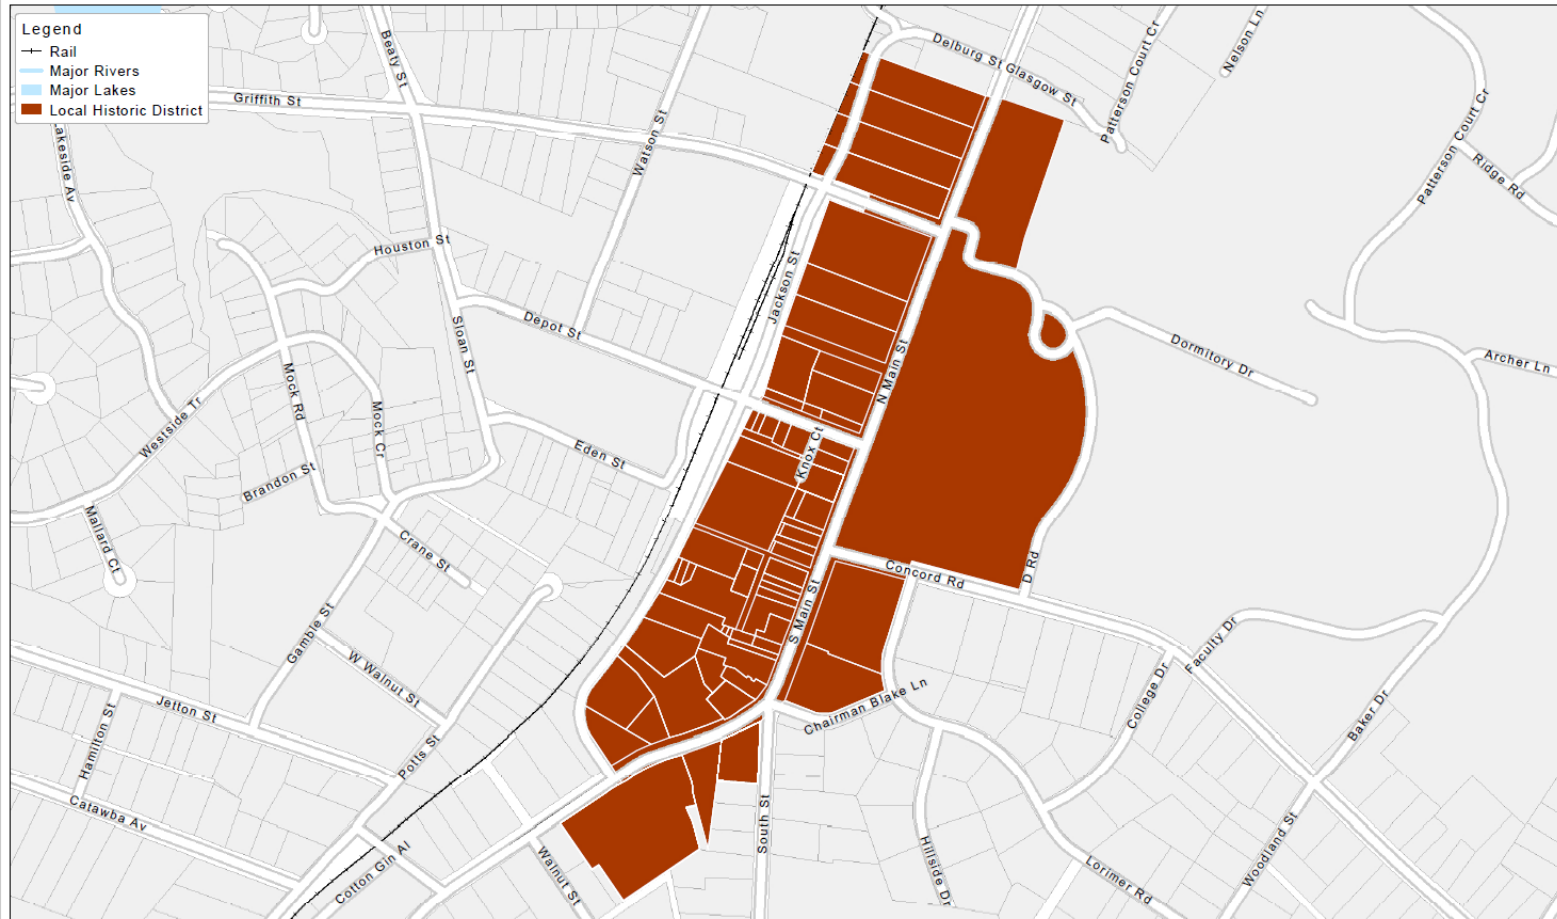 Legend
Rail
Major Rivers
Major Lakes
Local Historic District
Beaty St
Griffith St
Lakeside Av
Watson St
Delburg St
Glasgow St
Patterson Court Cr
Nelson Ln
Patterson Court Cr
Ridge Rd
Houston St
Jackson St
Depot St
Sloan St
N Main St
Dormitory Dr
Archer Ln
Mock Rd
Mock Cr
Westside Tr
Eden St
Knox Ct
Brandon St
Mallard Ct
Crane St
Concord Rd
D Rd
S Main St
Gamble St
W Walnut St
Faculty Dr
College Dr
Chairman Blake Ln
Jetton St
Hamilton St
Potts St
Baker Dr
Catawba Av
Cotton Gin Al
Walnut St
South St
Hillside Dr
Lorimer Rd
Woodland St